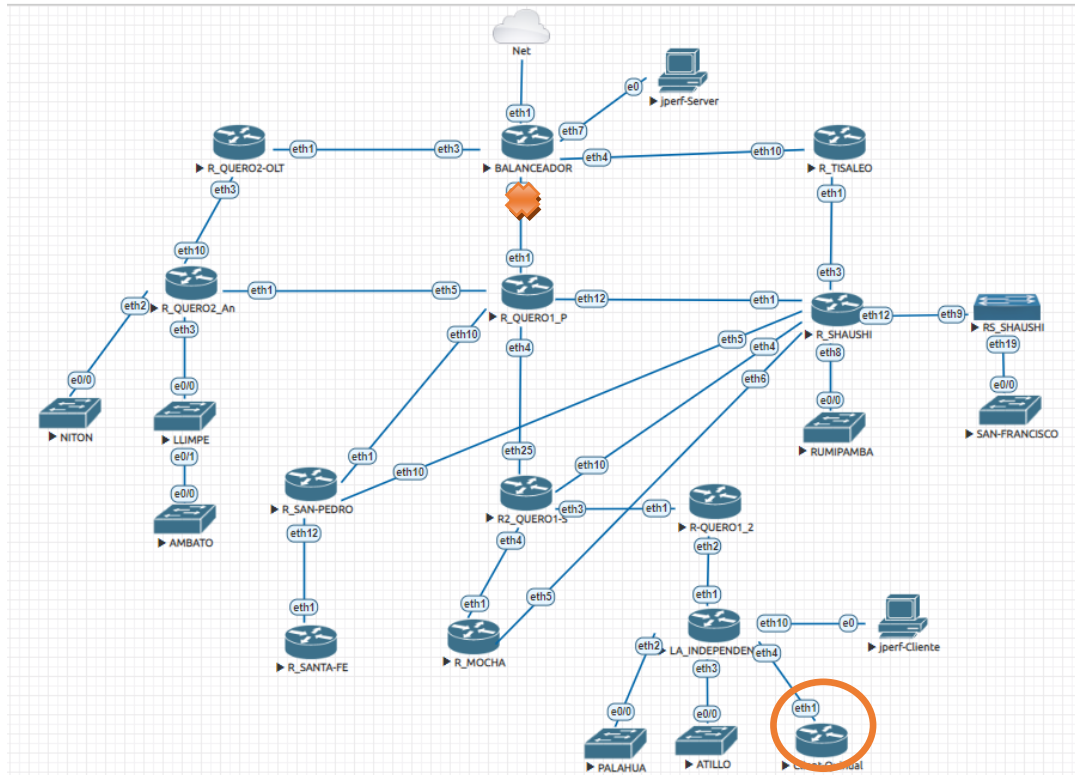 Net
eth1
e0
jperf-Server
eth7
eth1
eth3
eth4
eth10
R_QUERO2-OLT
BALANCEADOR
R_TISALEO
eth3
eth1
eth10
eth1
eth3
eth2
R_QUERO2_An
eth1
eth5
R_QUERO1_P
eth12
eth1
R_SHAUSHI
eth12
eth9
RS_SHAUSHI
eth3
eth10
eth4
eth5
eth4
eth6
eth8
eth19
e0/0
NITON
e0/0
LLIMPE
e0/0
RUMIPAMBA
e0/0
SAN-FRANCISCO
e0/1
e0/0
AMBATO
eth1
eth10
R_SAN-PEDRO
eth25
eth10
R2_QUERO1-S
eth3
eth1
R-QUERO1_2
eth12
eth4
eth2
eth1
R_SANTA-FE
eth1
eth5
R_MOCHA
eth1
LA_INDEPENDEN
eth10
e0
jperf-Cliente
eth2
eth3
eth4
e0/0
PALAHUA
e0/0
ATILLO
eth1